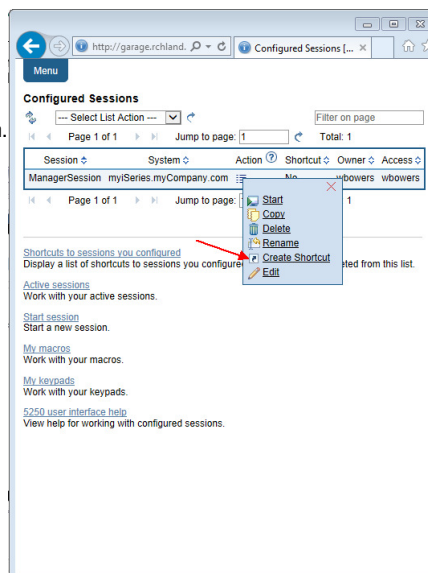 http://garage.rchland.
Configured Sessions [...
Menu
Configured Sessions
--- Select List Action ---
Filter on page
Page 1 of 1
Jump to page: 1
Total: 1
Session
System
Action
Shortcut
Owner
Access
ManagerSession
myiSeries.myCompany.com
No
wbowers
wbowers
Page 1 of 1
Jump to page:
1
Start
Copy
Delete
Rename
Create Shortcut
Edit
Shortcuts to sessions you configured
Display a list of shortcuts to sessions you configure
eted from this list.
Active sessions
Work with your active sessions.
Start session
Start a new session.
My macros
Work with your macros.
My keypads
Work with your keypads.
5250 user interface help
View help for working with configured sessions.